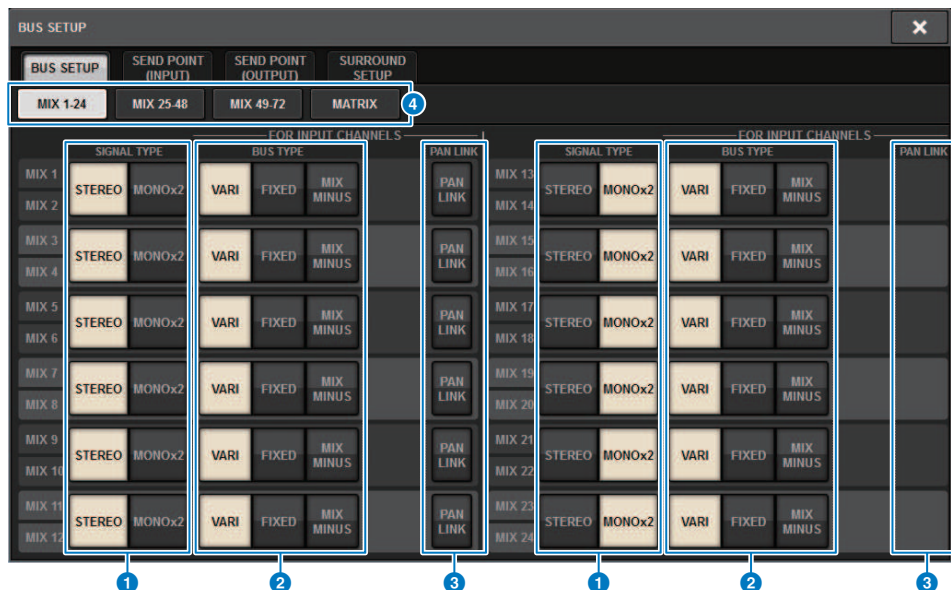 BUS SETUP
BUS SETUP
SEND POINT (INPUT)
SEND POINT (OUTPUT)
SURROUND SETUP
MIX 1-24
MIX 25-48
MIX 49-72
MATRIX
4
FOR INPUT CHANNELS
FOR INPUT CHANNELS
SIGNAL TYPE
BUS TYPE
PAN LINK
SIGNAL TYPE
BUS TYPE
PAN LINK
MIX 1
MIX 2
STEREO MONOx2 VARI FIXED MIX MINUS PAN LINK
MIX 13
MIX 14
STEREO MONOx2 VARI FIXED MIX MINUS
MIX 3
MIX 4
STEREO MONOx2 VARI FIXED MIX MINUS PAN LINK
MIX 15
MIX 16
STEREO MONOx2 VARI FIXED MIX MINUS
MIX 5
MIX 6
STEREO MONOx2 VARI FIXED MIX MINUS PAN LINK
MIX 17
MIX 18
STEREO MONOx2 VARI FIXED MIX MINUS
MIX 7
MIX 8
STEREO MONOx2 VARI FIXED MIX MINUS PAN LINK
MIX 19
MIX 20
STEREO MONOx2 VARI FIXED MIX MINUS
MIX 9
MIX 10
STEREO MONOx2 VARI FIXED MIX MINUS PAN LINK
MIX 21
MIX 22
STEREO MONOx2 VARI FIXED MIX MINUS
MIX 11
MIX 12
STEREO MONOx2 VARI FIXED MIX MINUS PAN LINK
MIX 23
MIX 24
STEREO MONOx2 VARI FIXED MIX MINUS
1 2 3 1 2 3